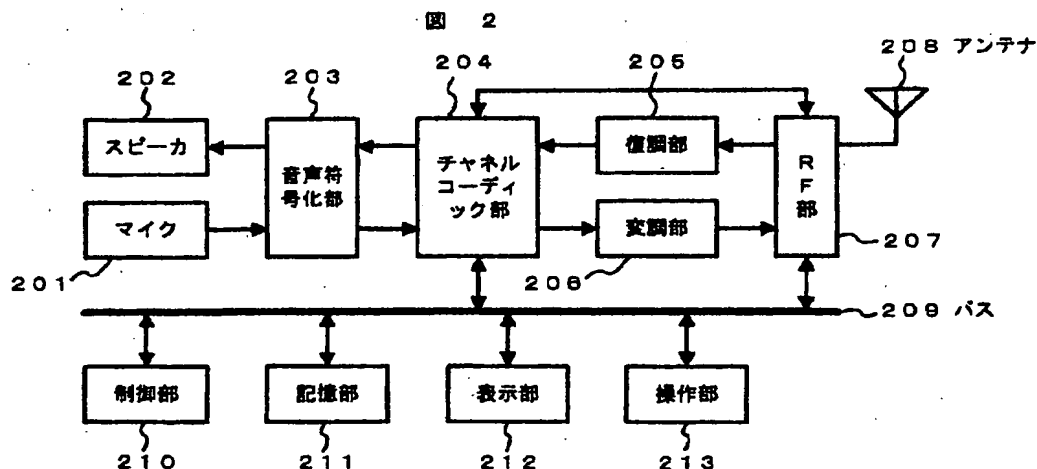 図 2
208 アンテナ
202
203
204
205
スピーカ
音声符
号化部
チャネル
コーディ
ック部
復調部
RF部
マイク
変調部
201
206
207
209 バス
制御部
記憶部
表示部
操作部
210
211
212
213